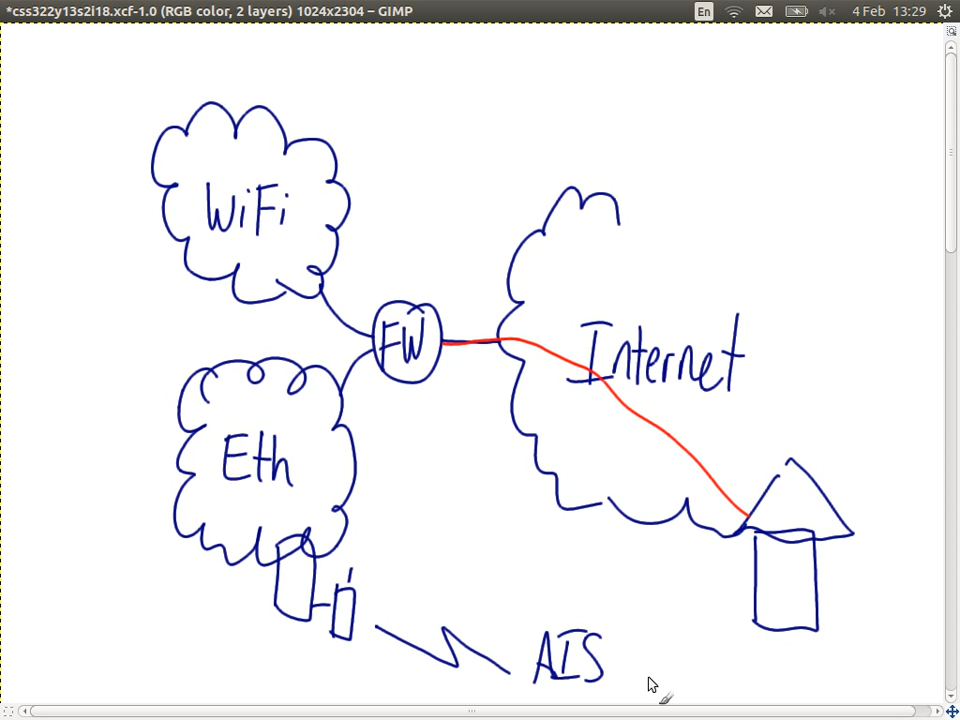 *css322y13s2i18.xcf-1.0 (RGB color, 2 layers) 1024x2304 – GIMP
En
4 Feb 13:29
WiFi
FW
Internet
Eth
AIS